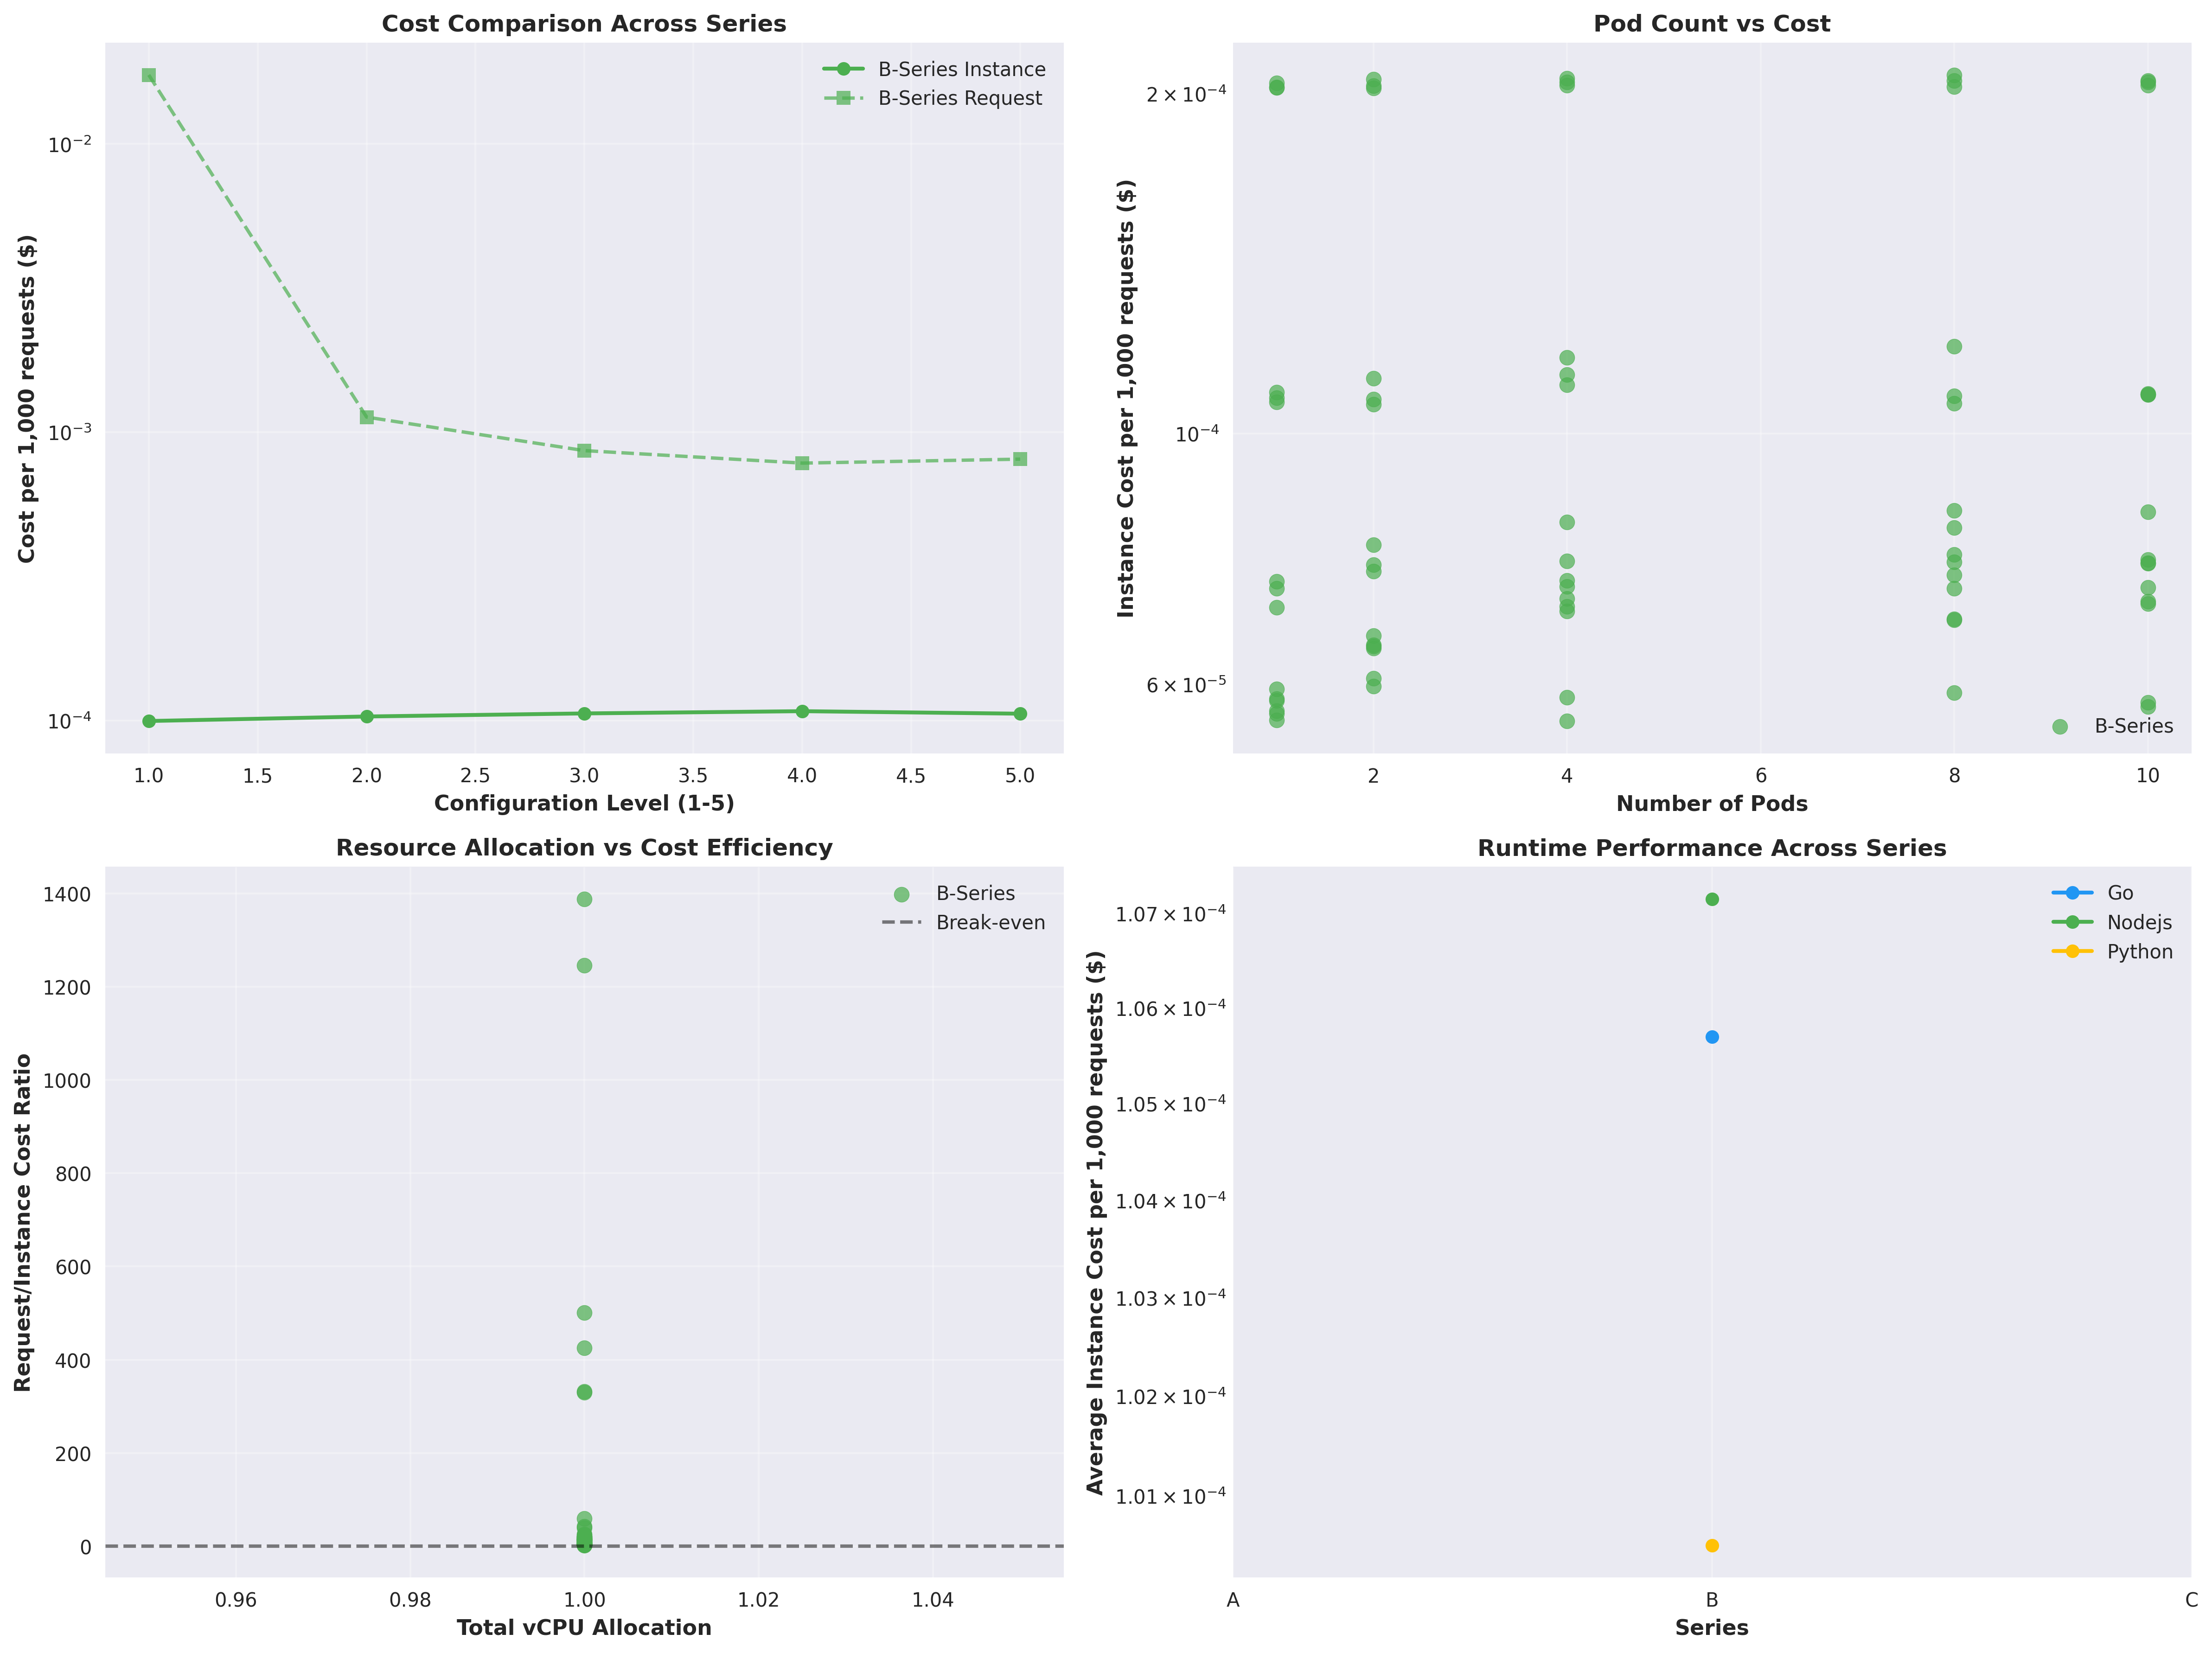 Cost Comparison Across Series
Cost per 1,000 requests ($)
10⁻²
10⁻³
10⁻⁴
B-Series Instance
B-Series Request
1.0 1.5 2.0 2.5 3.0 3.5 4.0 4.5 5.0
Configuration Level (1-5)
Pod Count vs Cost
Instance Cost per 1,000 requests ($)
2 × 10⁻⁴
10⁻⁴
6 × 10⁻⁵
B-Series
2 4 6 8 10
Number of Pods
Resource Allocation vs Cost Efficiency
Request/Instance Cost Ratio
1400
1200
1000
800
600
400
200
0
B-Series
Break-even
0.96 0.98 1.00 1.02 1.04
Total vCPU Allocation
Runtime Performance Across Series
Average Instance Cost per 1,000 requests ($)
1.07 × 10⁻⁴
1.06 × 10⁻⁴
1.05 × 10⁻⁴
1.04 × 10⁻⁴
1.03 × 10⁻⁴
1.02 × 10⁻⁴
1.01 × 10⁻⁴
Go
Nodejs
Python
A B C
Series